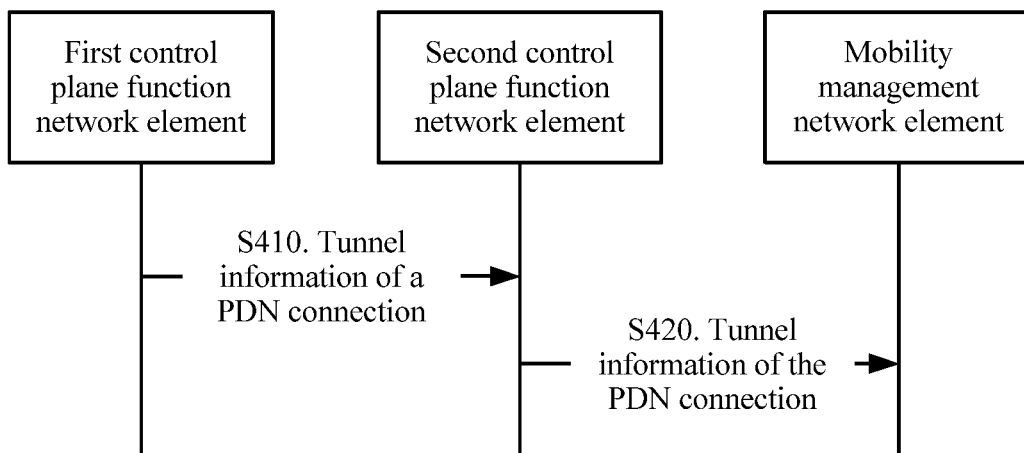 First control
plane function
network element
Second control
plane function
network element
Mobility
management
network element
S410. Tunnel
information of a
PDN connection
S420. Tunnel
information of the
PDN connection